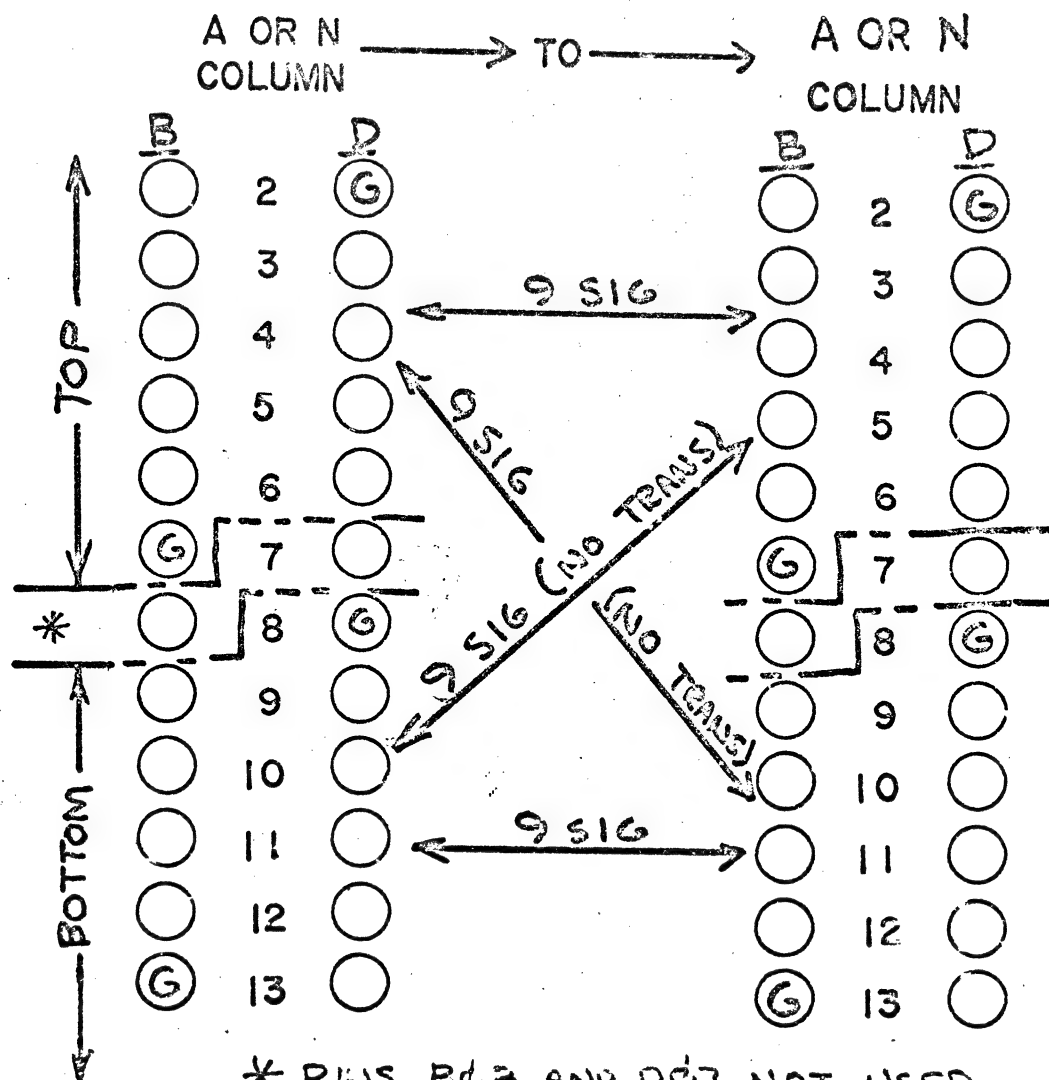 A OR N COLUMN TO A OR N COLUMN
B D B D
2 G 2 G
3 3
9 SIG
4 4
5 5
6 6
G 7 G 7
8 G 8 G
9 9
10 10
11 11
12 12
G 13 G 13
TOP
*
BOTTOM
9 SIG (NO TRANS)
9 SIG (NO TRANS)
9 SIG
* PINS AND NOT USED